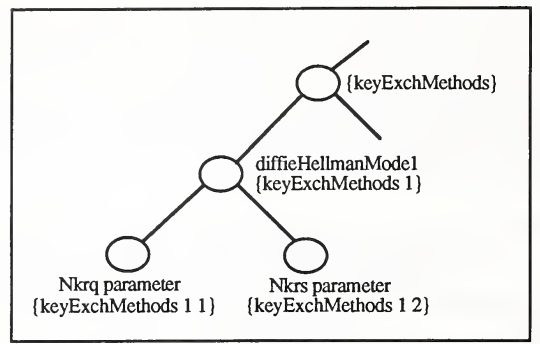 {keyExchMethods}
diffieHellmanMode1
{keyExchMethods 1}
Nkrq parameter
{keyExchMethods 1 1}
Nkrs parameter
{keyExchMethods 1 2}